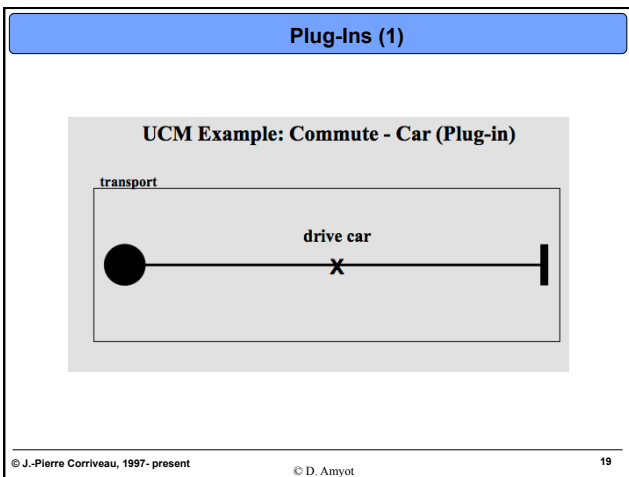 Plug-Ins (1)
UCM Example: Commute - Car (Plug-in)
transport
drive car
X
© J.-Pierre Corriveau, 1997- present
© D. Amyot
19